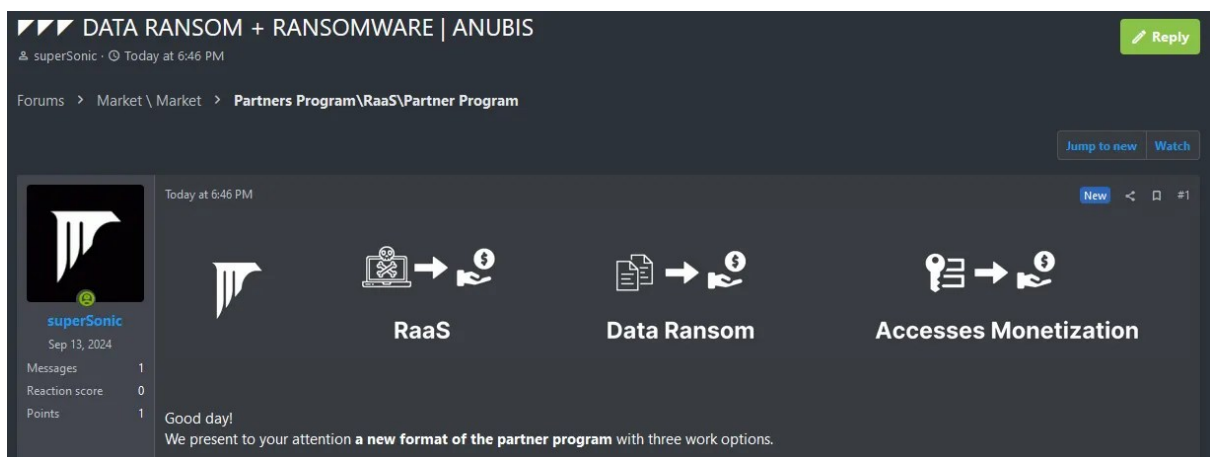 DATA RANSOM + RANSOMWARE | ANUBIS
superSonic · Today at 6:46 PM
Reply
Forums > Market \ Market > Partners Program\RaaS\Partner Program
Jump to new Watch
Today at 6:46 PM
New #1
superSonic
Sep 13, 2024
Messages 1
Reaction score 0
Points 1
RaaS Data Ransom Accesses Monetization
Good day!
We present to your attention a new format of the partner program with three work options.